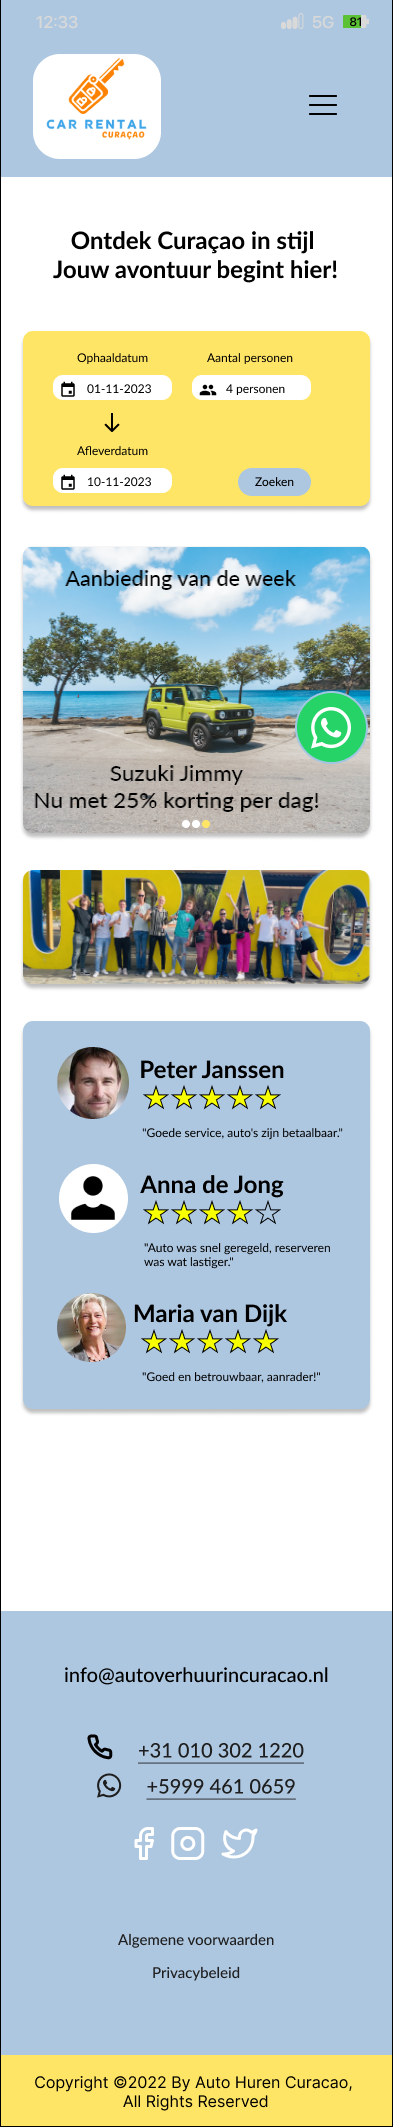 12:33
5G
81
CAR RENTAL
CURAÇAO
Ontdek Curaçao in stijl
Jouw avontuur begint hier!
Ophaaldatum
Aantal personen
01-11-2023
4 personen
Afleverdatum
10-11-2023
Zoeken
Aanbieding van de week
Suzuki Jimmy
Nu met 25% korting per dag!
URAÇ
Peter Janssen
"Goede service, auto's zijn betaalbaar."
Anna de Jong
"Auto was snel geregeld, reserveren
was wat lastiger."
Maria van Dijk
"Goed en betrouwbaar, aanrader!"
info@autoverhuurincuracao.nl
+31 010 302 1220
+5999 461 0659
Algemene voorwaarden
Privacybeleid
Copyright ©2022 By Auto Huren Curacao,
All Rights Reserved